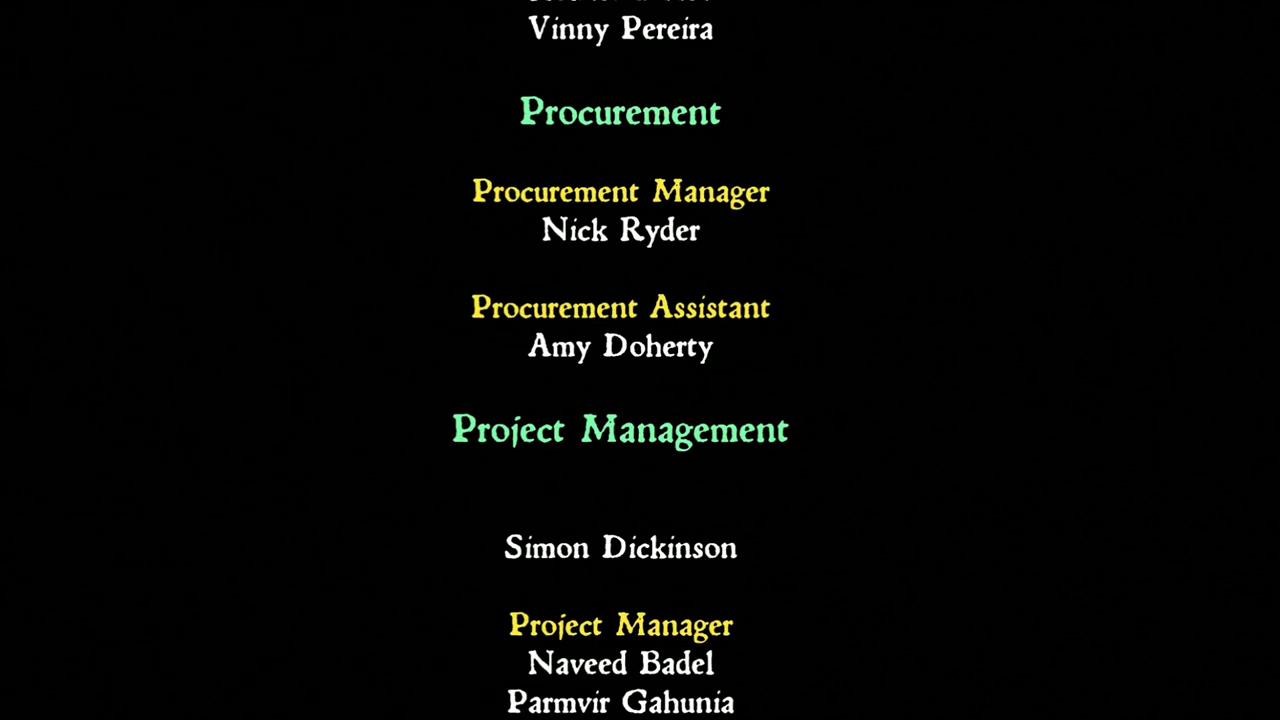 Vinny Pereira
Procurement
Procurement Manager
Nick Ryder
Procurement Assistant
Amy Doherty
Project Management
Simon Dickinson
Project Manager
Naveed Badel
Parmvir Gahunia